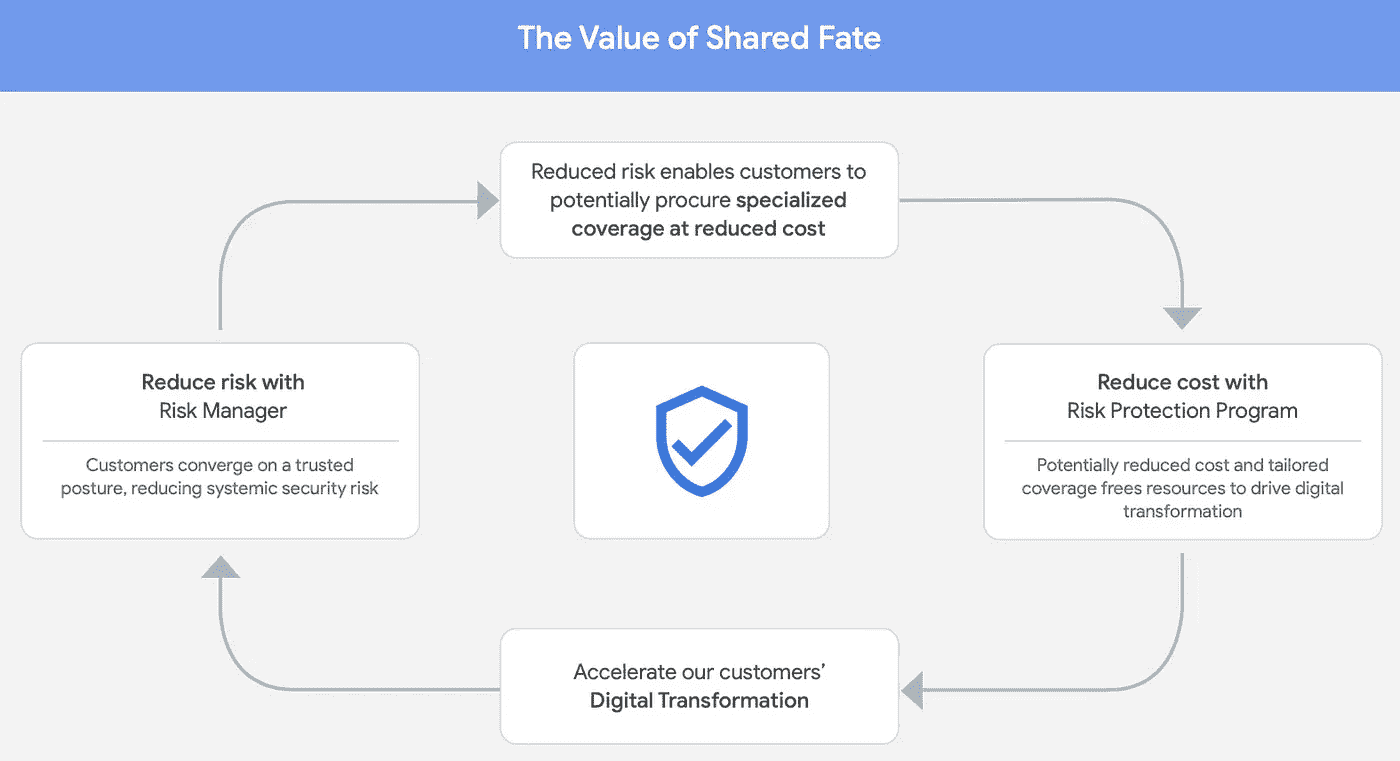 The Value of Shared Fate
Reduced risk enables customers to
potentially procure specialized
coverage at reduced cost
Reduce risk with
Risk Manager
Customers converge on a trusted
posture, reducing systemic security risk
Reduce cost with
Risk Protection Program
Potentially reduced cost and tailored
coverage frees resources to drive digital
transformation
Accelerate our customers’
Digital Transformation